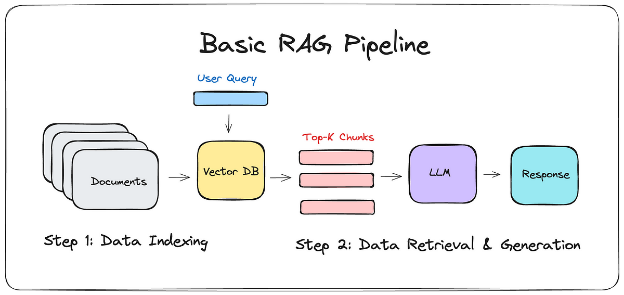 Basic RAG Pipeline
User Query
Top-K Chunks
Documents
Vector DB
LLM
Response
Step 1: Data Indexing
Step 2: Data Retrieval & Generation